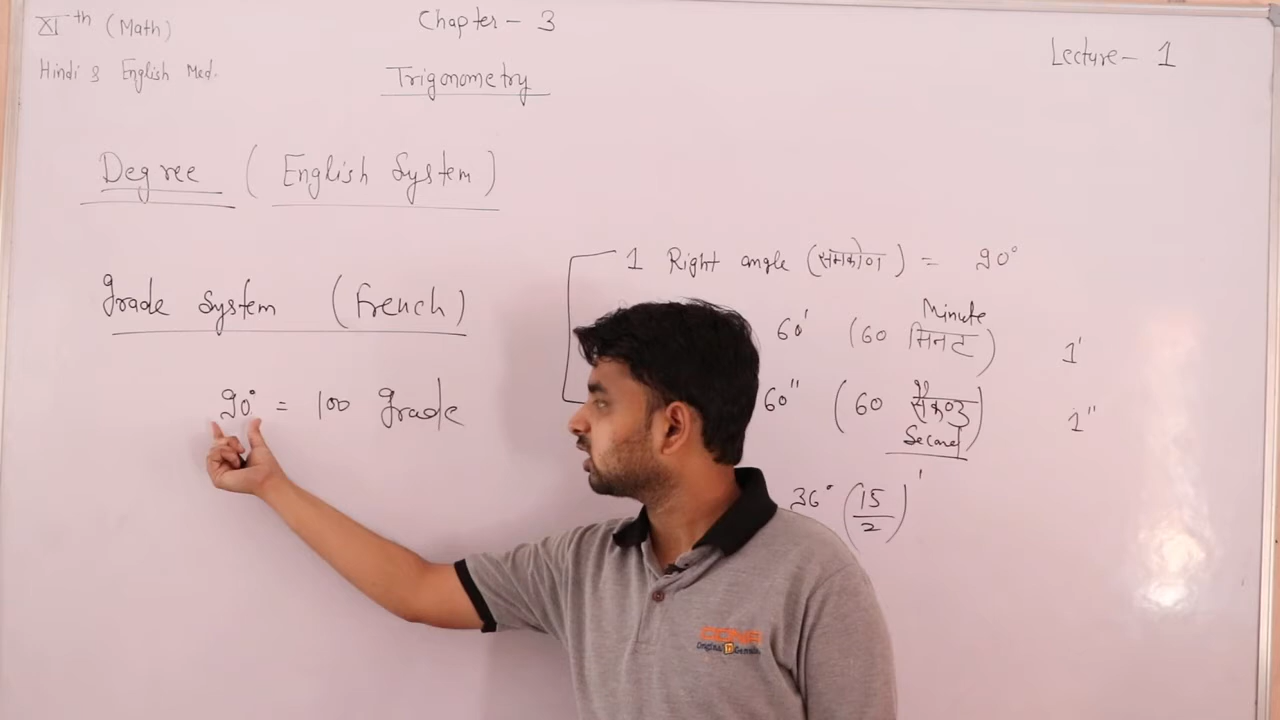 XI th (Math)
Hindi & English Med.
Chapter - 3
Trigonometry
Lecture - 1
Degree ( English System )
Grade System ( French )
90° = 100 Grade
1 Right angle (समकोण) = 90°
60' (60 मिनट) Minute 1'
60" (60 सेकण्ड) Second 1"
36° (15/2)'